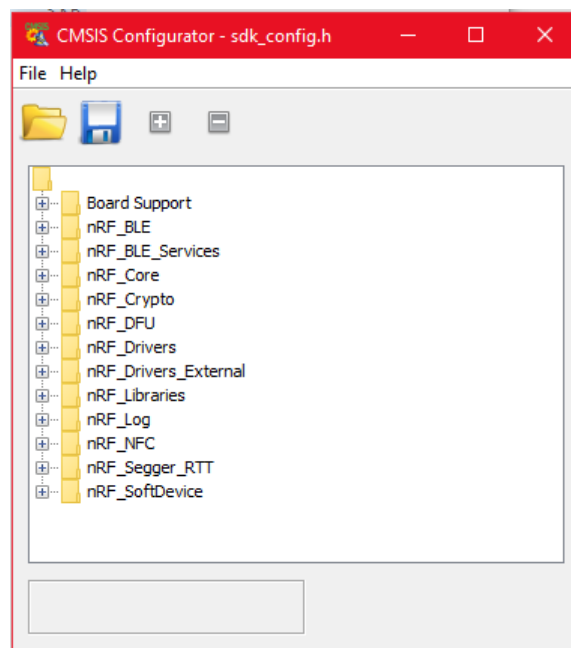 CMSIS Configurator - sdk_config.h
File Help
Board Support
nRF_BLE
nRF_BLE_Services
nRF_Core
nRF_Crypto
nRF_DFU
nRF_Drivers
nRF_Drivers_External
nRF_Libraries
nRF_Log
nRF_NFC
nRF_Segger_RTT
nRF_SoftDevice